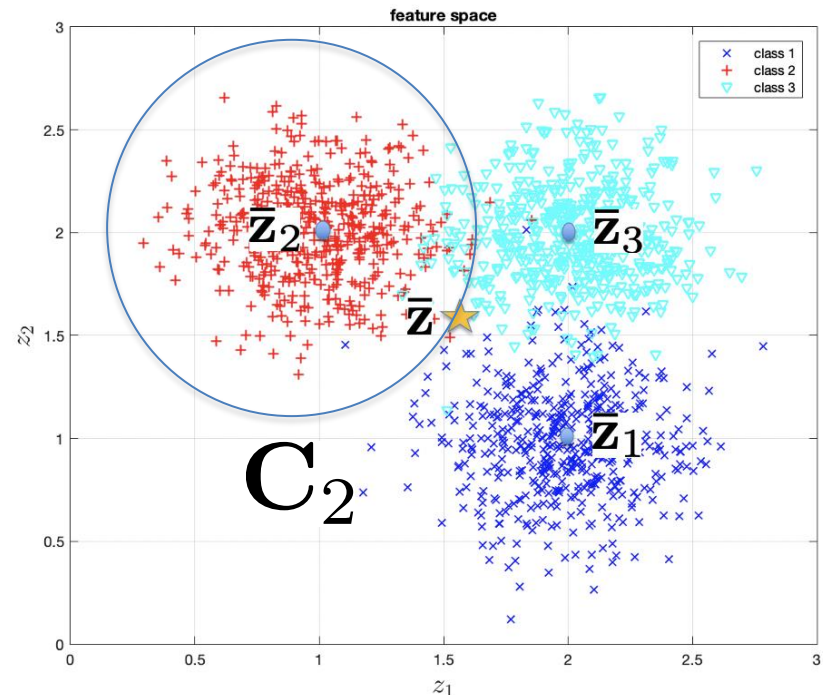 feature space
class 1
class 2
class 3
z̄₂
z̄₃
z̄
z̄₁
C₂
z₂
3
2.5
2
1.5
1
0.5
0
0 0.5 1 1.5 2 2.5 3
z₁